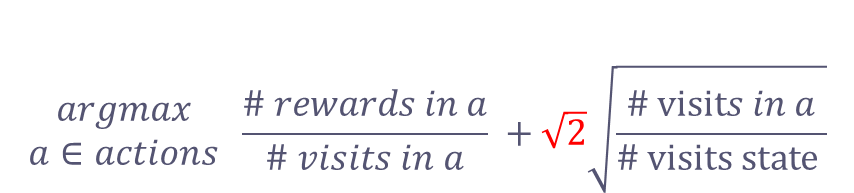 argmax a ∈ actions # rewards in a / # visits in a + √2 √(# visits in a / # visits state)